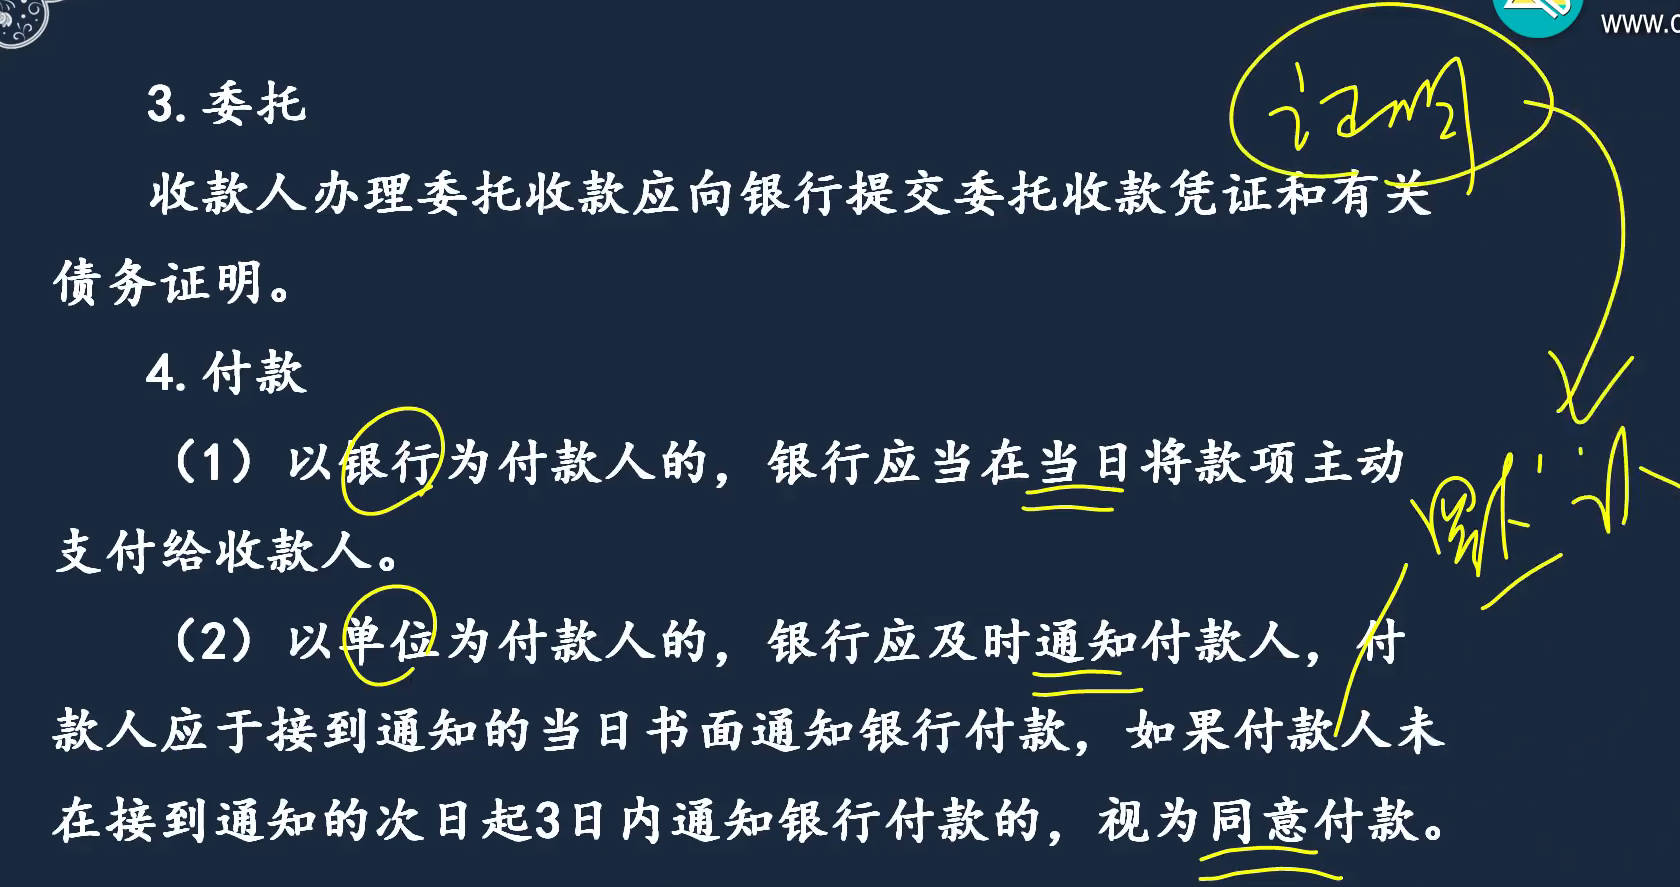 www.
证明
3. 委托
收款人办理委托收款应向银行提交委托收款凭证和有关
债务证明。
4. 付款
（1）以银行为付款人的，银行应当在当日将款项主动
支付给收款人。
（2）以单位为付款人的，银行应及时通知付款人，付
款人应于接到通知的当日书面通知银行付款，如果付款人未
在接到通知的次日起3日内通知银行付款的，视为同意付款。